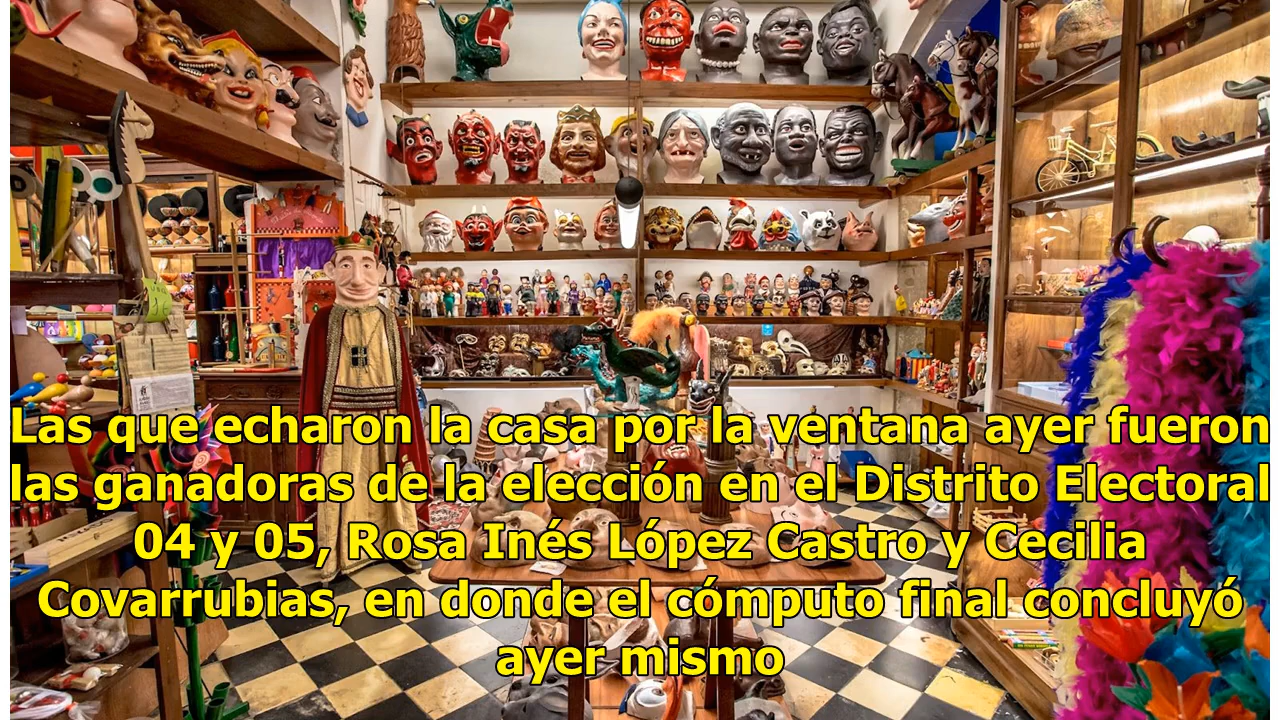 Las que echaron la casa por la ventana ayer fueron
las ganadoras de la elección en el Distrito Electoral
04 y 05, Rosa Inés López Castro y Cecilia
Covarrubias, en donde el cómputo final concluyó
ayer mismo